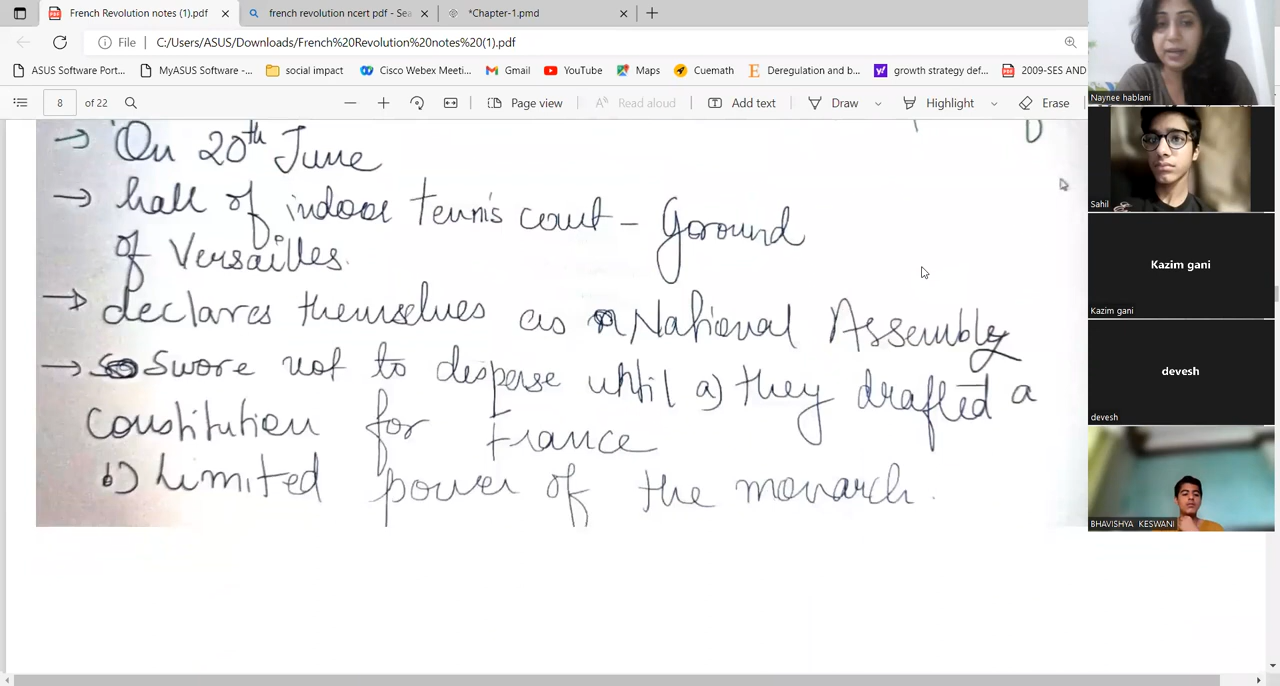 French Revolution notes (1).pdf
french revolution ncert pdf - Sea
*Chapter-1.pmd
File
C:/Users/ASUS/Downloads/French%20Revolution%20notes%20(1).pdf
ASUS Software Port...
MyASUS Software -...
social impact
Cisco Webex Meeti...
Gmail
YouTube
Maps
Cuemath
Deregulation and b...
growth strategy def...
2009-SES AND
8
of 22
Page view
Read aloud
Add text
Draw
Highlight
Erase
→ On 20th June
→ hall of indoor tennis court - Goround
of Versailles.
→ declares themselves as National Assembly
→ Swore not to disperse until a) they drafted a
constitution for France
b) Limited power of the monarch.
Naynee hablani
Sahil
Kazim gani
Kazim gani
devesh
devesh
BHAVISHYA KESWANI